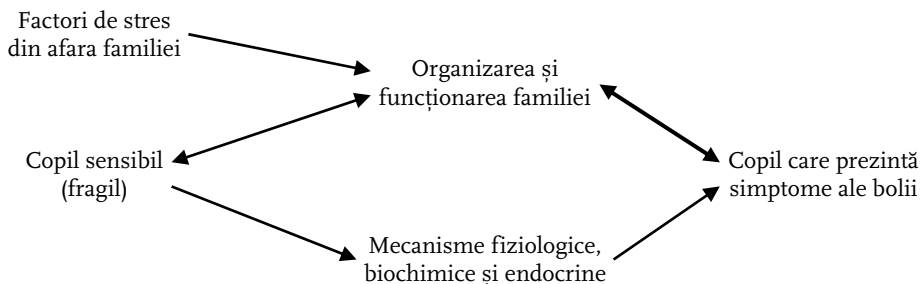 Factori de stres
din afara familiei
Organizarea și
funcționarea familiei
Copil sensibil
(fragil)
Copil care prezintă
simptome ale bolii
Mecanisme fiziologice,
biochimice și endocrine